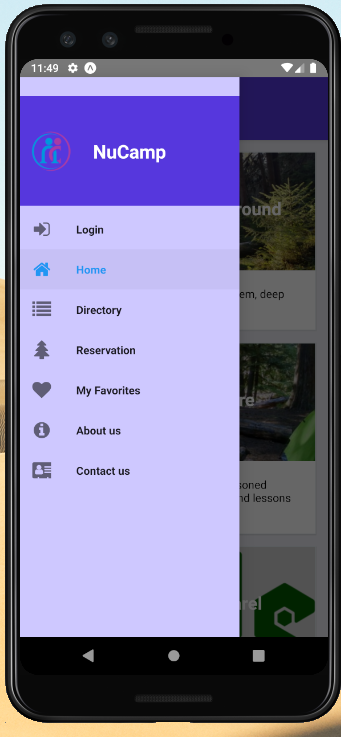 11:49
NuCamp
Login
Home
Directory
Reservation
My Favorites
About us
Contact us
ound
em, deep
re
soned
nd lessons
rel